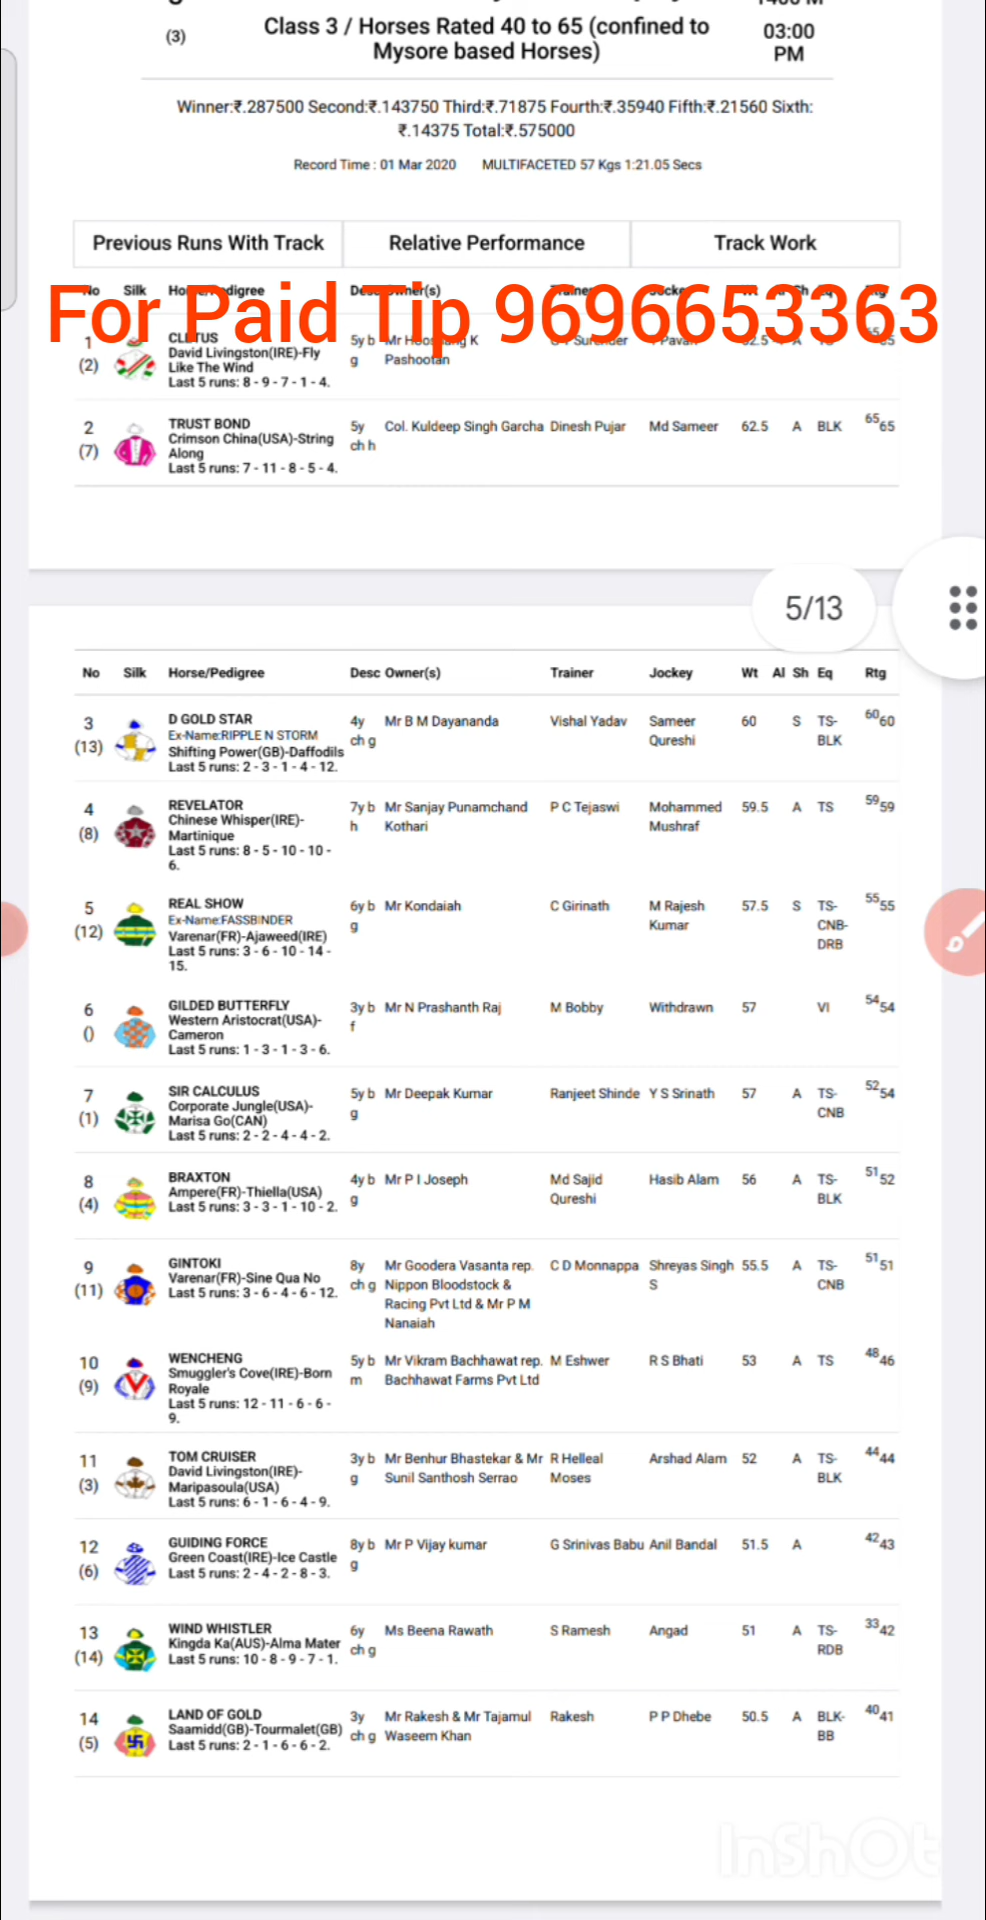 (3)
Class 3 / Horses Rated 40 to 65 (confined to
Mysore based Horses)
03:00
PM
Winner:₹.287500 Second:₹.143750 Third:₹.71875 Fourth:₹.35940 Fifth:₹.21560 Sixth:
₹.14375 Total:₹.575000
Record Time : 01 Mar 2020 MULTIFACETED 57 Kgs 1:21.05 Secs
Previous Runs With Track Relative Performance Track Work
No Silk
For Paid Tip 9696653363
1
(2)
David Livingston(IRE)-Fly
Like The Wind
Last 5 runs: 8 - 9 - 7 - 1 - 4.
5y b
g
Pashootan
2
(7)
TRUST BOND
Crimson China(USA)-String
Along
Last 5 runs: 7 - 11 - 8 - 5 - 4.
5y
ch h
Col. Kuldeep Singh Garcha Dinesh Pujar Md Sameer 62.5 A BLK 65 65
5/13
No Silk Horse/Pedigree Desc Owner(s) Trainer Jockey Wt Al Sh Eq Rtg
3
(13)
D GOLD STAR
Ex-Name:RIPPLE N STORM
Shifting Power(GB)-Daffodils
Last 5 runs: 2 - 3 - 1 - 4 - 12.
4y
ch g
Mr B M Dayananda Vishal Yadav
Sameer
Qureshi
60 S
TS-
BLK
60 60
4
(8)
REVELATOR
Chinese Whisper(IRE)-
Martinique
Last 5 runs: 8 - 5 - 10 - 10 -
6.
7y b
h
Mr Sanjay Punamchand
Kothari
P C Tejaswi
Mohammed
Mushraf
59.5 A TS 59 59
5
(12)
REAL SHOW
Ex-Name:FASSBINDER
Varenar(FR)-Ajaweed(IRE)
Last 5 runs: 3 - 6 - 10 - 14 -
15.
6y b
g
Mr Kondaiah C Girinath
M Rajesh
Kumar
57.5 S
TS-
CNB-
DRB
55 55
6
()
GILDED BUTTERFLY
Western Aristocrat(USA)-
Cameron
Last 5 runs: 1 - 3 - 1 - 3 - 6.
3y b
f
Mr N Prashanth Raj M Bobby Withdrawn 57 VI 54 54
7
(1)
SIR CALCULUS
Corporate Jungle(USA)-
Marisa Go(CAN)
Last 5 runs: 2 - 2 - 4 - 4 - 2.
5y b
g
Mr Deepak Kumar Ranjeet Shinde Y S Srinath 57 A
TS-
CNB
52 54
8
(4)
BRAXTON
Ampere(FR)-Thiella(USA)
Last 5 runs: 3 - 3 - 1 - 10 - 2.
4y b
g
Mr P I Joseph
Md Sajid
Qureshi
Hasib Alam 56 A
TS-
BLK
51 52
9
(11)
GINTOKI
Varenar(FR)-Sine Qua No
Last 5 runs: 3 - 6 - 4 - 6 - 12.
8y
ch g
Mr Goodera Vasanta rep.
Nippon Bloodstock &
Racing Pvt Ltd & Mr P M
Nanaiah
C D Monnappa
Shreyas Singh
S
55.5 A
TS-
CNB
51 51
10
(9)
WENCHENG
Smuggler's Cove(IRE)-Born
Royale
Last 5 runs: 12 - 11 - 6 - 6 -
9.
5y b
m
Mr Vikram Bachhawat rep.
Bachhawat Farms Pvt Ltd
M Eshwer R S Bhati 53 A TS 48 46
11
(3)
TOM CRUISER
David Livingston(IRE)-
Maripasoula(USA)
Last 5 runs: 6 - 1 - 6 - 4 - 9.
3y b
g
Mr Benhur Bhastekar & Mr
Sunil Santhosh Serrao
R Helleal
Moses
Arshad Alam 52 A
TS-
BLK
44 44
12
(6)
GUIDING FORCE
Green Coast(IRE)-Ice Castle
Last 5 runs: 2 - 4 - 2 - 8 - 3.
8y b
g
Mr P Vijay kumar G Srinivas Babu Anil Bandal 51.5 A 42 43
13
(14)
WIND WHISTLER
Kingda Ka(AUS)-Alma Mater
Last 5 runs: 10 - 8 - 9 - 7 - 1.
6y
ch g
Ms Beena Rawath S Ramesh Angad 51 A
TS-
RDB
33 42
14
(5)
LAND OF GOLD
Saamidd(GB)-Tourmalet(GB)
Last 5 runs: 2 - 1 - 6 - 6 - 2.
3y
ch g
Mr Rakesh & Mr Tajamul
Waseem Khan
Rakesh P P Dhebe 50.5 A
BLK-
BB
40 41
InShOt